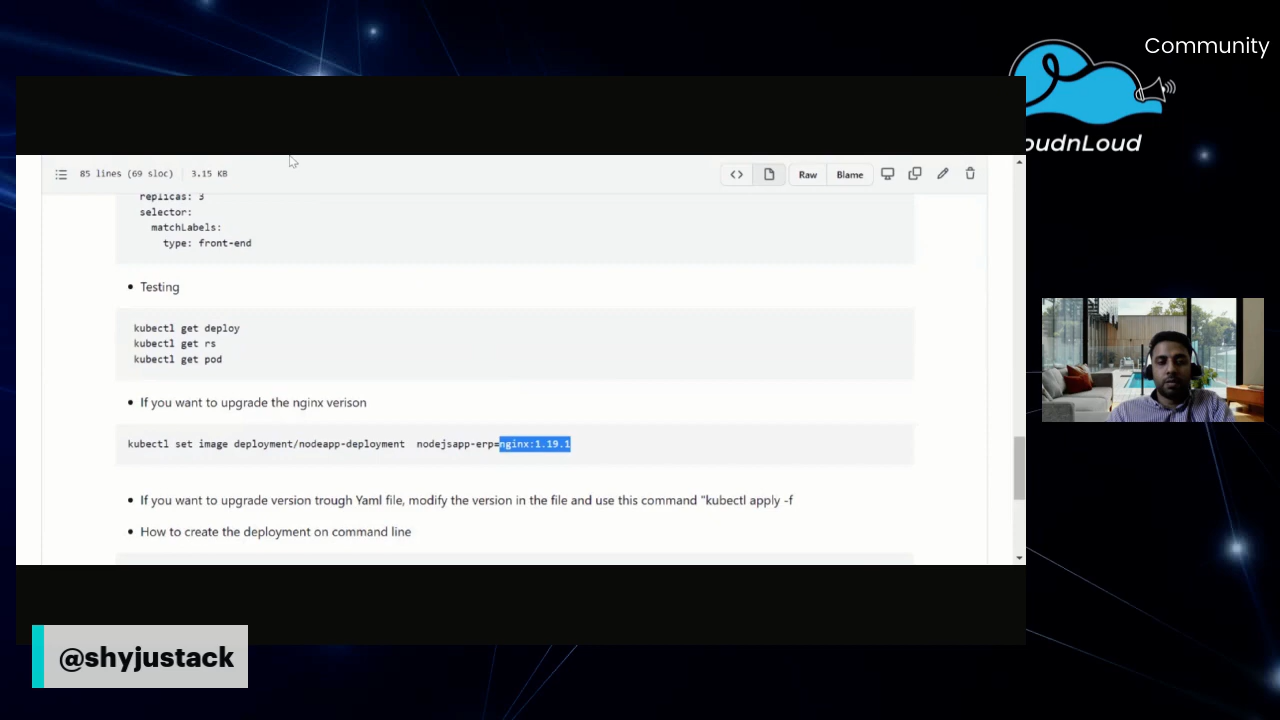 Community
oudnLoud
85 lines (69 sloc) 3.15 KB
Raw
Blame
replicas: 3
selector:
matchLabels:
type: front-end
Testing
kubectl get deploy
kubectl get rs
kubectl get pod
If you want to upgrade the nginx verison
kubectl set image deployment/nodeapp-deployment nodejsapp-erp=nginx:1.19.1
If you want to upgrade version trough Yaml file, modify the version in the file and use this command "kubectl apply -f
How to create the deployment on command line
@shyjustack